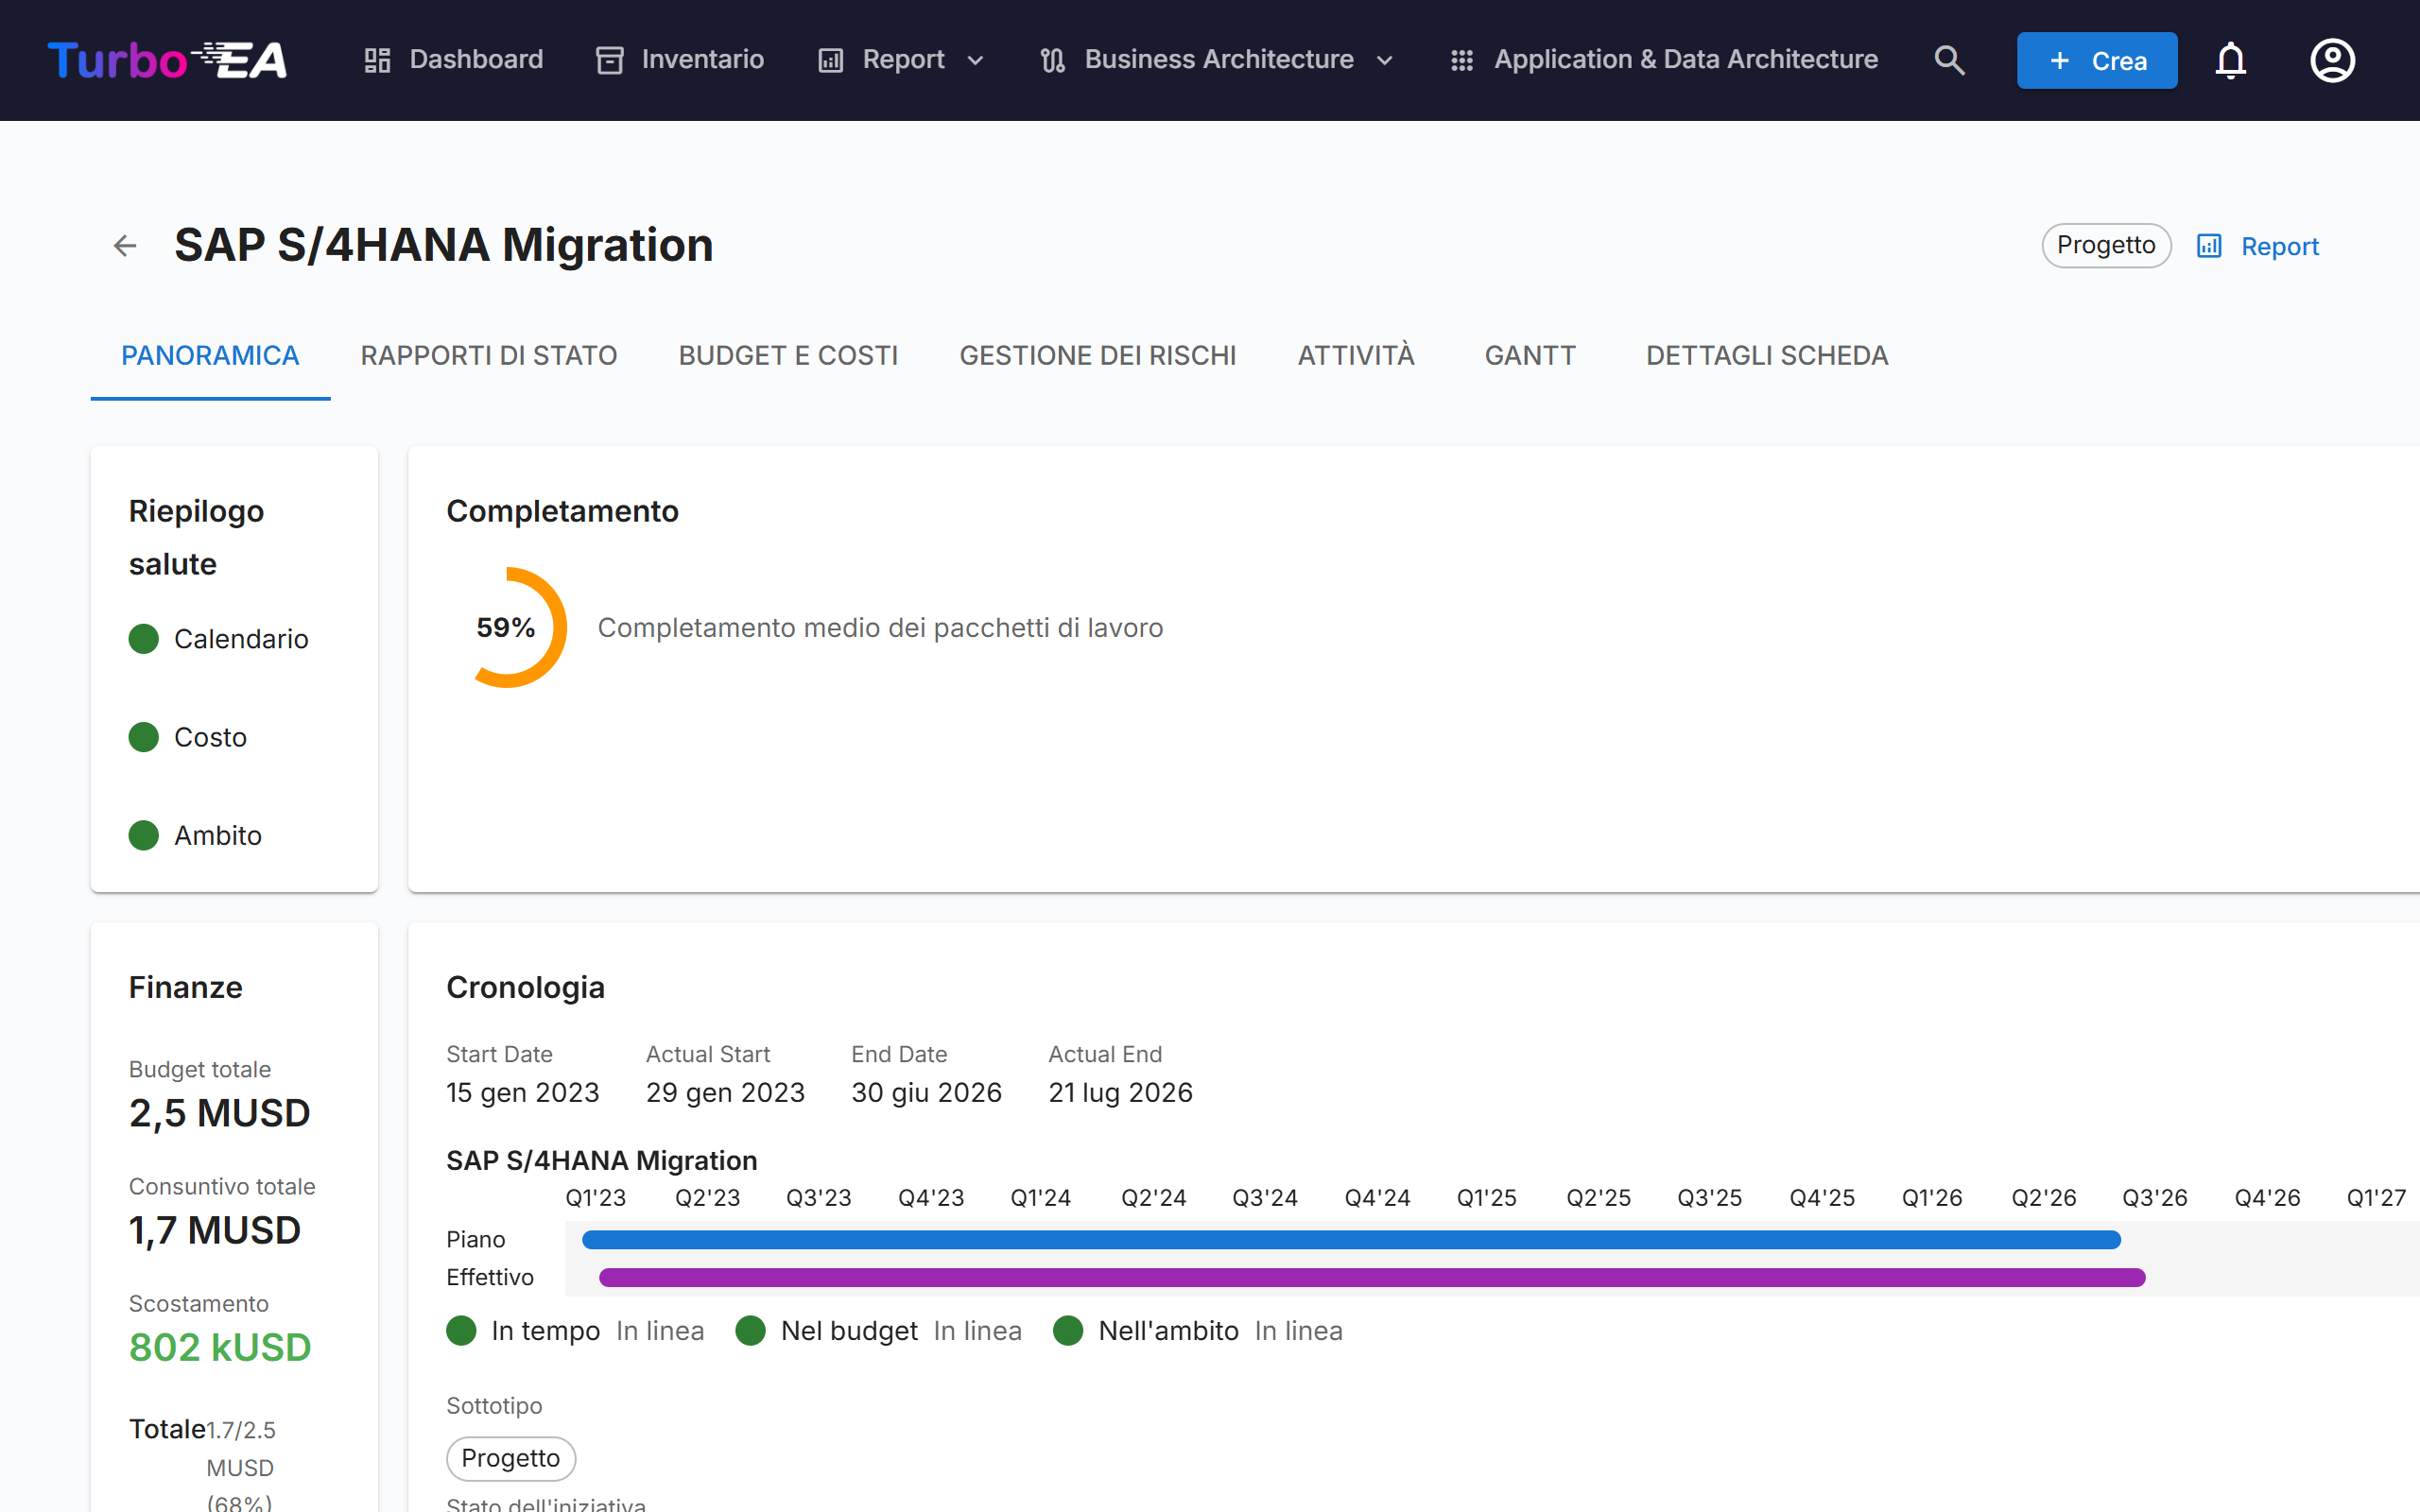 Turbo EA
Dashboard
Inventario
Report
Business Architecture
Application & Data Architecture
+ Crea
SAP S/4HANA Migration
Progetto
Report
PANORAMICA
RAPPORTI DI STATO
BUDGET E COSTI
GESTIONE DEI RISCHI
ATTIVITÀ
GANTT
DETTAGLI SCHEDA
Riepilogo
salute
Calendario
Costo
Ambito
Completamento
59%
Completamento medio dei pacchetti di lavoro
Finanze
Budget totale
2,5 MUSD
Consuntivo totale
1,7 MUSD
Scostamento
802 kUSD
Totale 1.7/2.5
MUSD
(68%)
Cronologia
Start Date
15 gen 2023
Actual Start
29 gen 2023
End Date
30 giu 2026
Actual End
21 lug 2026
SAP S/4HANA Migration
Q1'23 Q2'23 Q3'23 Q4'23 Q1'24 Q2'24 Q3'24 Q4'24 Q1'25 Q2'25 Q3'25 Q4'25 Q1'26 Q2'26 Q3'26 Q4'26 Q1'27
Piano
Effettivo
In tempo In linea
Nel budget In linea
Nell'ambito In linea
Sottotipo
Progetto
Stato dell'iniziativa